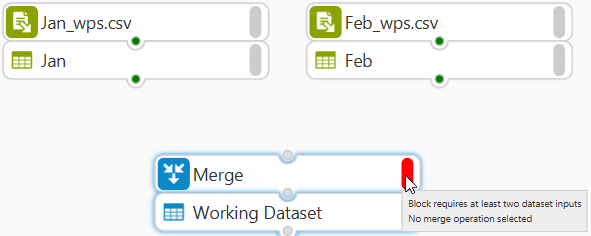 Jan_wps.csv
Feb_wps.csv
Jan
Feb
Merge
Working Dataset
Block requires at least two dataset inputs
No merge operation selected